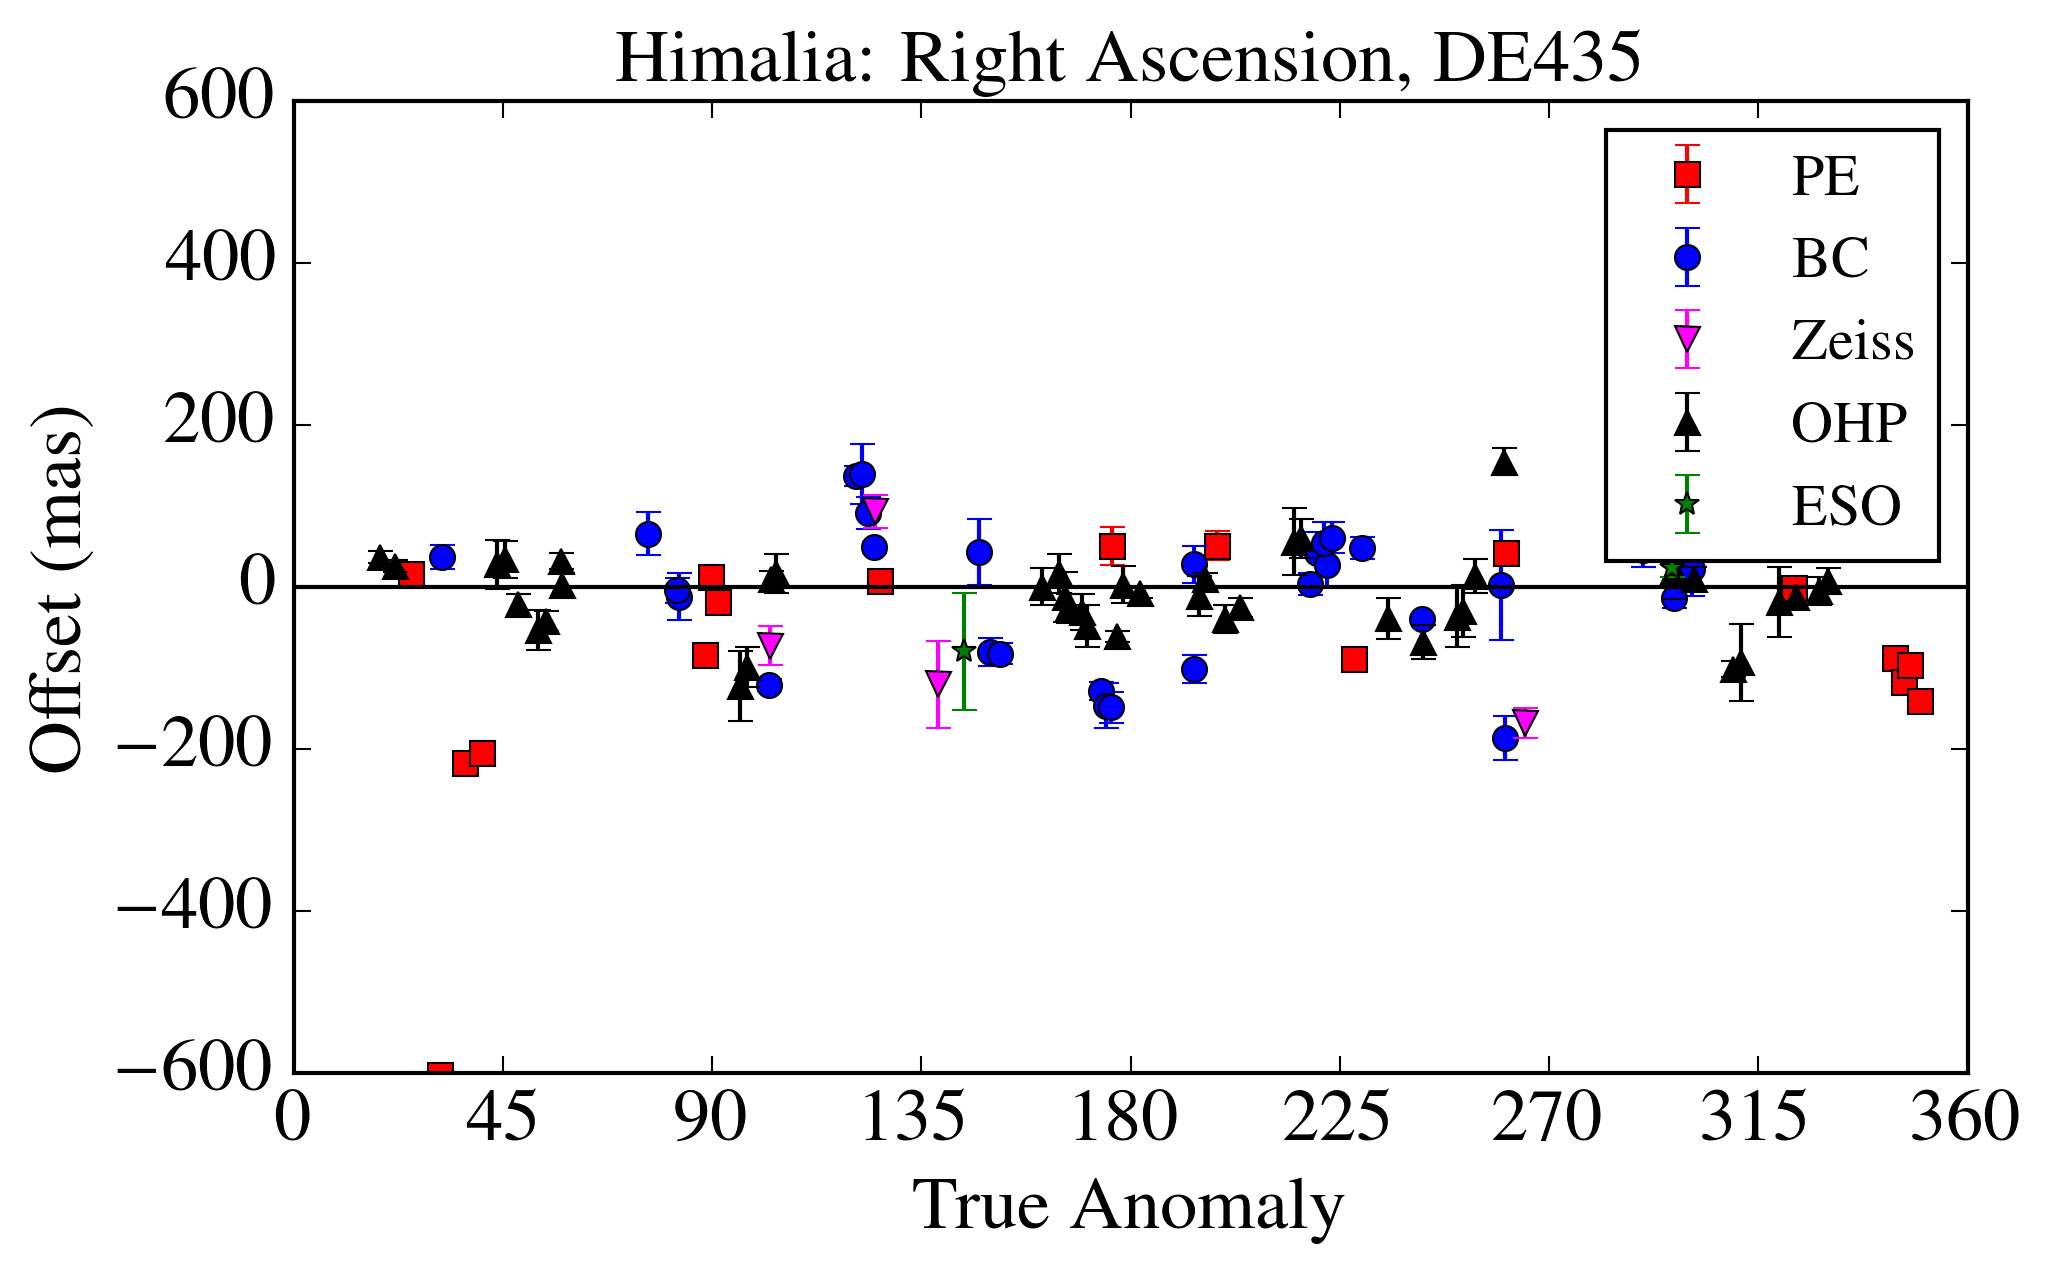 Himalia: Right Ascension, DE435
600
400
200
0
−200
−400
−600
Offset (mas)
PE
BC
Zeiss
OHP
ESO
0 45 90 135 180 225 270 315 360
True Anomaly